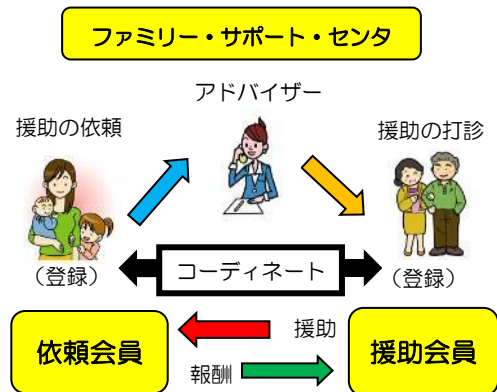 ファミリー・サポート・センタ
アドバイザー
援助の依頼
援助の打診
（登録）
コーディネート
（登録）
援助
依頼会員
援助会員
報酬